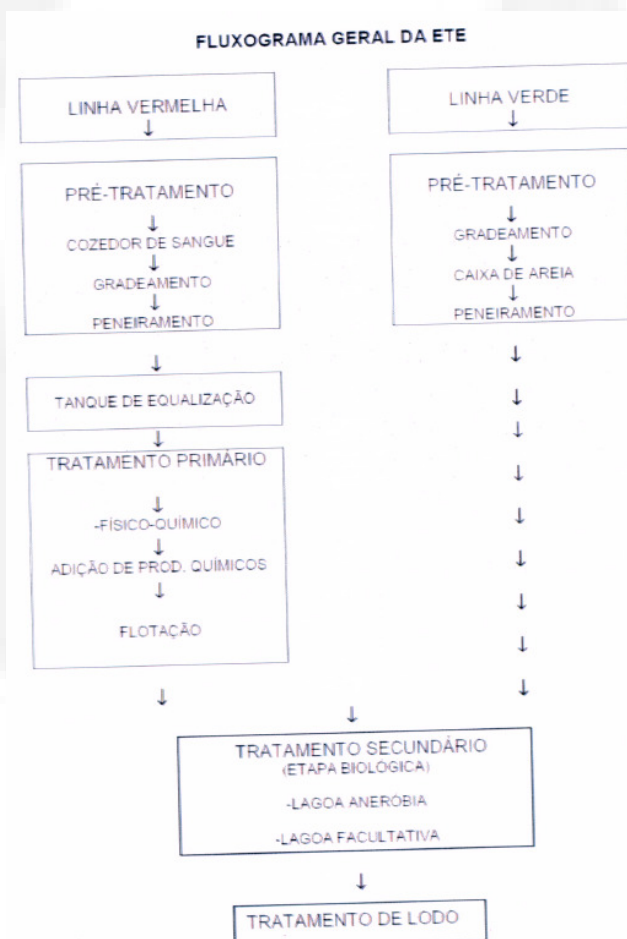 FLUXOGRAMA GERAL DA ETE
LINHA VERMELHA
↓
PRÉ-TRATAMENTO
↓
COZEDOR DE SANGUE
↓
GRADEAMENTO
↓
PENEIRAMENTO
↓
TANQUE DE EQUALIZAÇÃO
↓
TRATAMENTO PRIMÁRIO
↓
-FÍSICO-QUÍMICO
↓
ADIÇÃO DE PROD. QUÍMICOS
↓
FLOTAÇÃO
↓
LINHA VERDE
↓
PRÉ-TRATAMENTO
↓
GRADEAMENTO
↓
CAIXA DE AREIA
↓
PENEIRAMENTO
↓
↓
↓
↓
↓
↓
↓
↓
↓
↓
TRATAMENTO SECUNDÁRIO
(ETAPA BIOLÓGICA)
-LAGOA ANERÓBIA
-LAGOA FACULTATIVA
↓
TRATAMENTO DE LODO